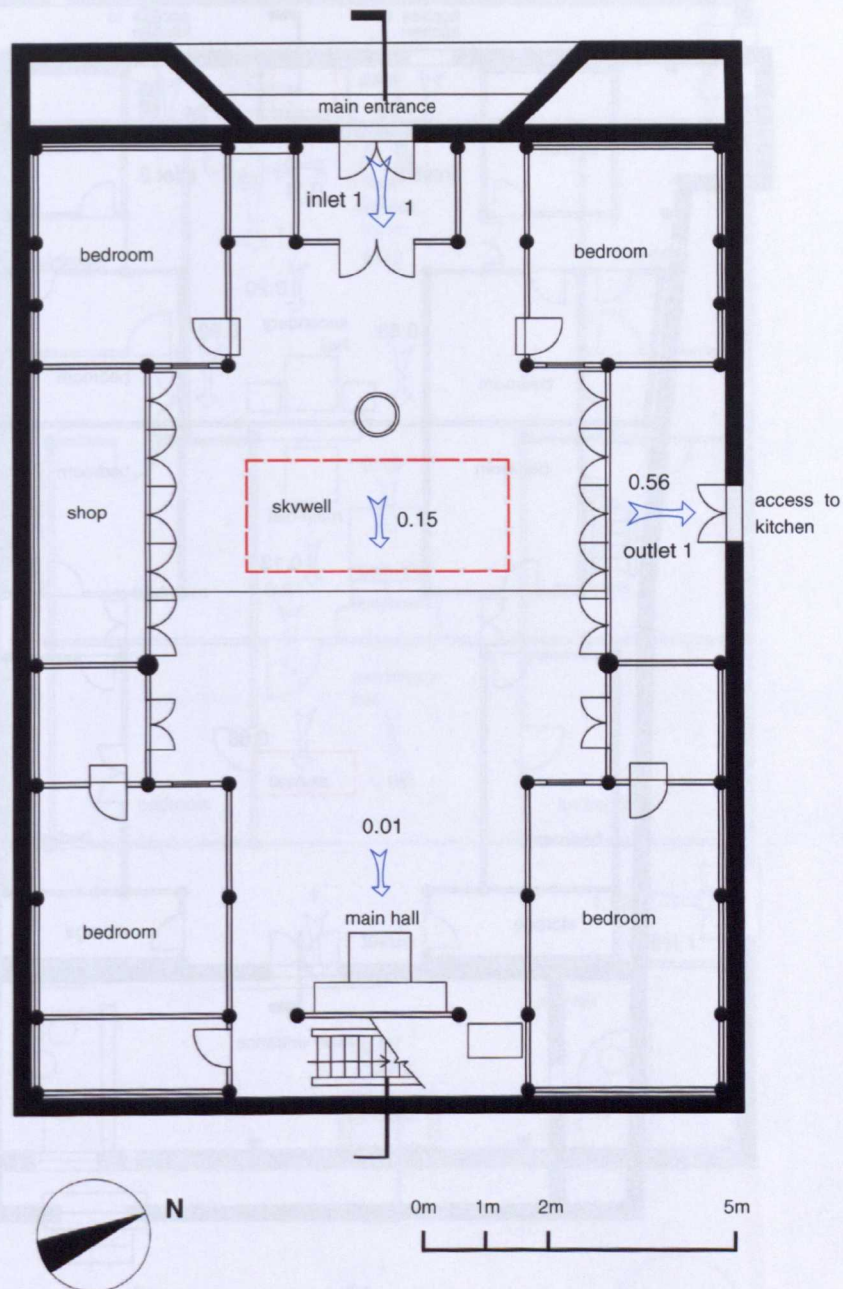 main entrance
inlet 1
1
bedroom
bedroom
shop
skvwell
0.15
0.56
outlet 1
access to
kitchen
0.01
main hall
bedroom
bedroom
N
0m 1m 2m 5m